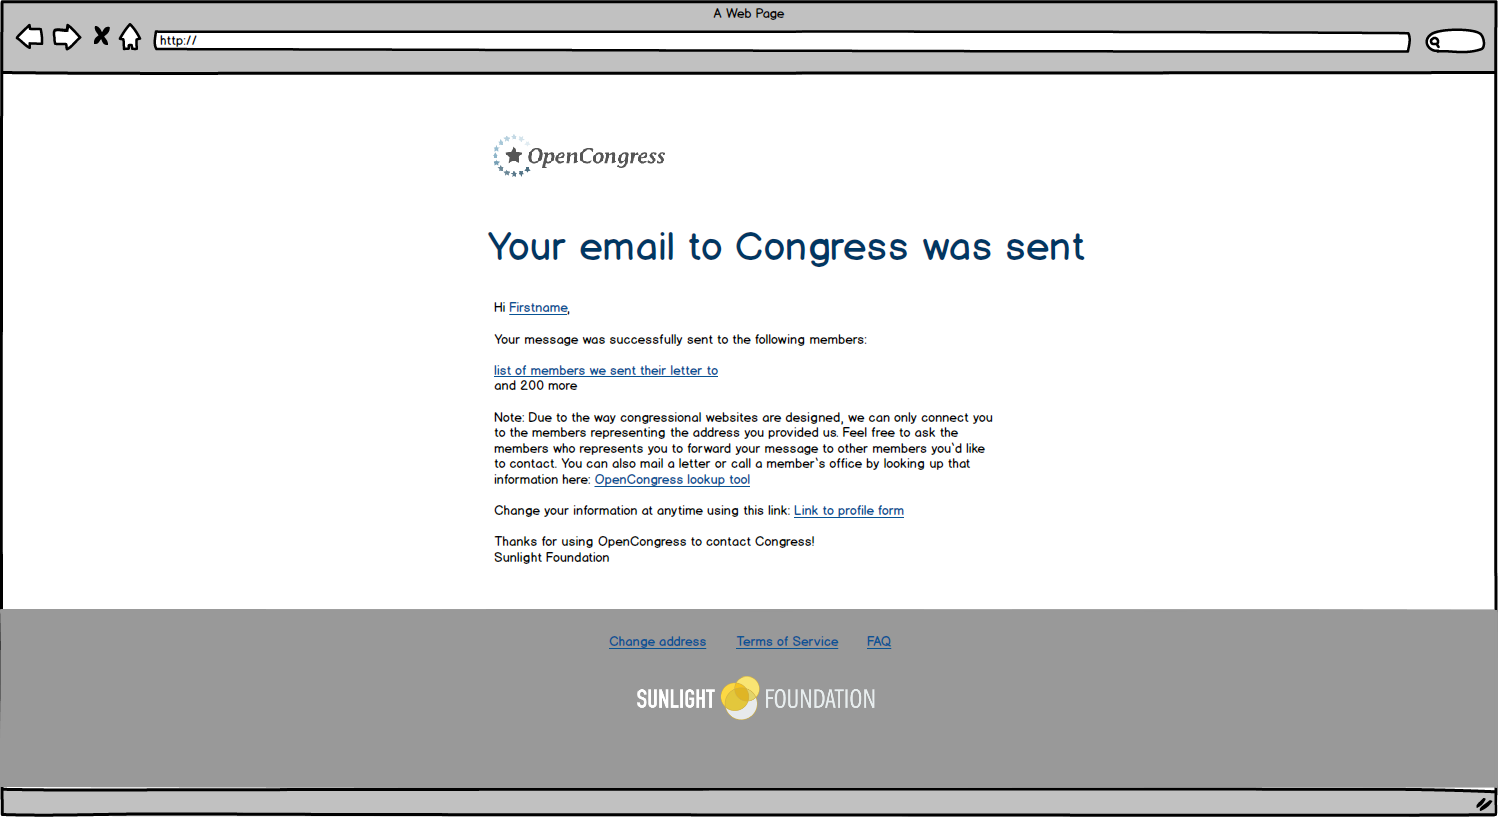 A Web Page
http://
OpenCongress
Your email to Congress was sent
Hi Firstname,
Your message was successfully sent to the following members:
list of members we sent their letter to
and 200 more
Note: Due to the way congressional websites are designed, we can only connect you
to the members representing the address you provided us. Feel free to ask the
members who represents you to forward your message to other members you`d like
to contact. You can also mail a letter or call a member`s office by looking up that
information here: OpenCongress lookup tool
Change your information at anytime using this link: Link to profile form
Thanks for using OpenCongress to contact Congress!
Sunlight Foundation
Change address Terms of Service FAQ
SUNLIGHT FOUNDATION